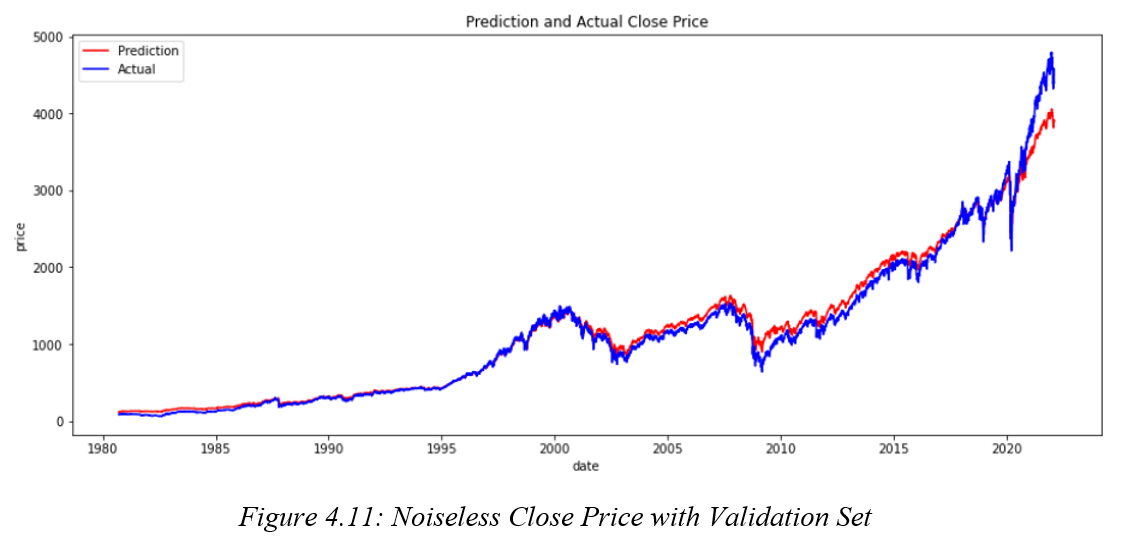 Prediction and Actual Close Price
5000
Prediction
Actual
4000
3000
price
2000
1000
0
1980 1985 1990 1995 2000 2005 2010 2015 2020
date
Figure 4.11: Noiseless Close Price with Validation Set